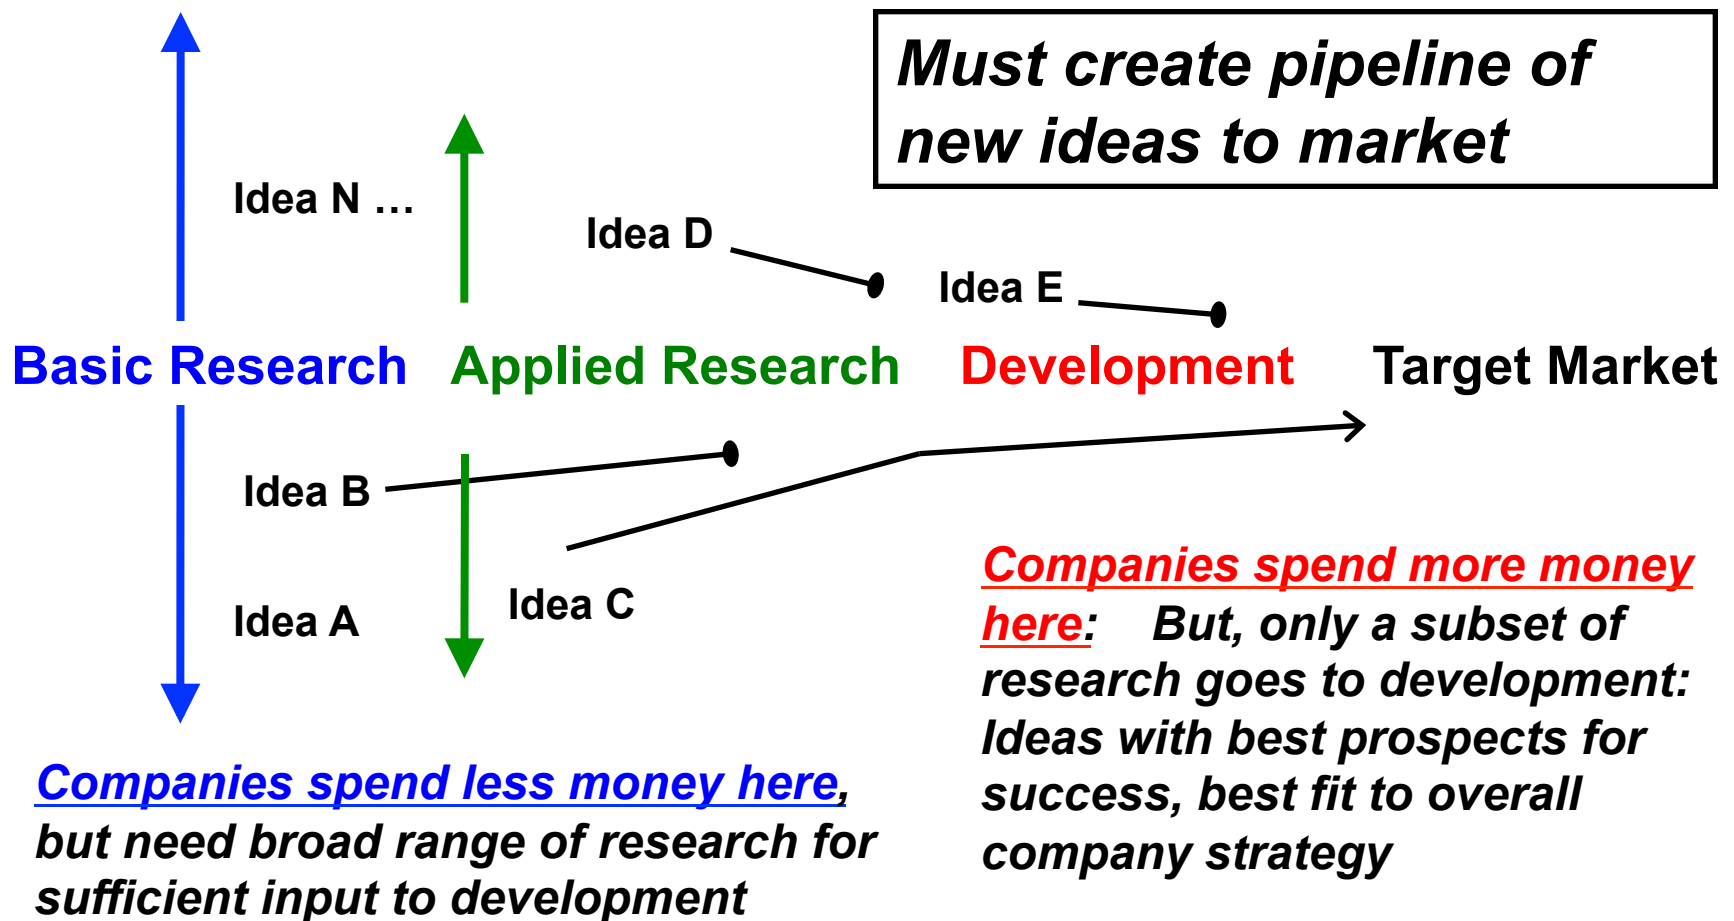 Must create pipeline of
new ideas to market
Idea N …
Idea D
Idea E
Basic Research
Applied Research
Development
Target Market
Idea B
Idea A
Idea C
Companies spend more money
here: But, only a subset of
research goes to development:
Ideas with best prospects for
success, best fit to overall
company strategy
Companies spend less money here,
but need broad range of research for
sufficient input to development